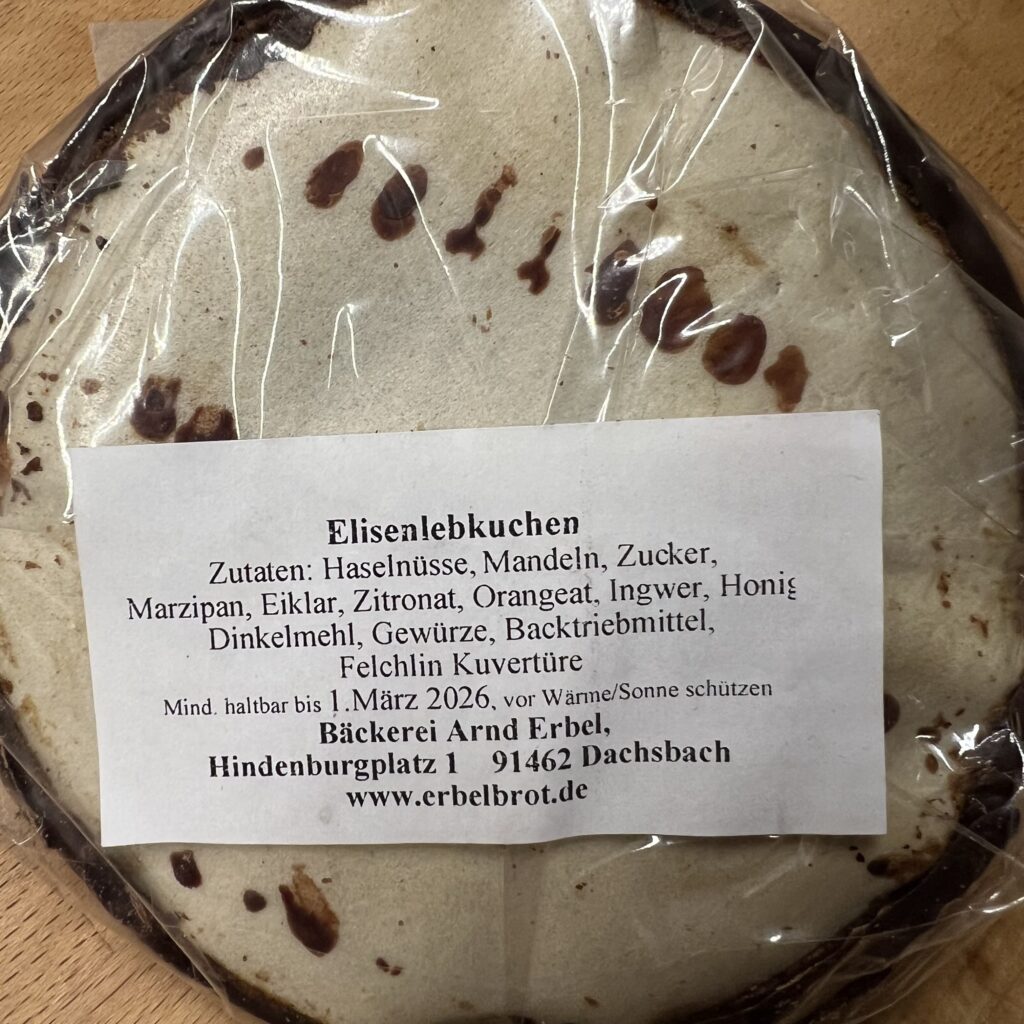 Elisenlebkuchen
Zutaten: Haselnüsse, Mandeln, Zucker,
Marzipan, Eiklar, Zitronat, Orangeat, Ingwer, Honig
Dinkelmehl, Gewürze, Backtriebmittel,
Felchlin Kuvertüre
Mind. haltbar bis 1.März 2026, vor Wärme/Sonne schützen
Bäckerei Arnd Erbel,
Hindenburgplatz 1 91462 Dachsbach
www.erbelbrot.de